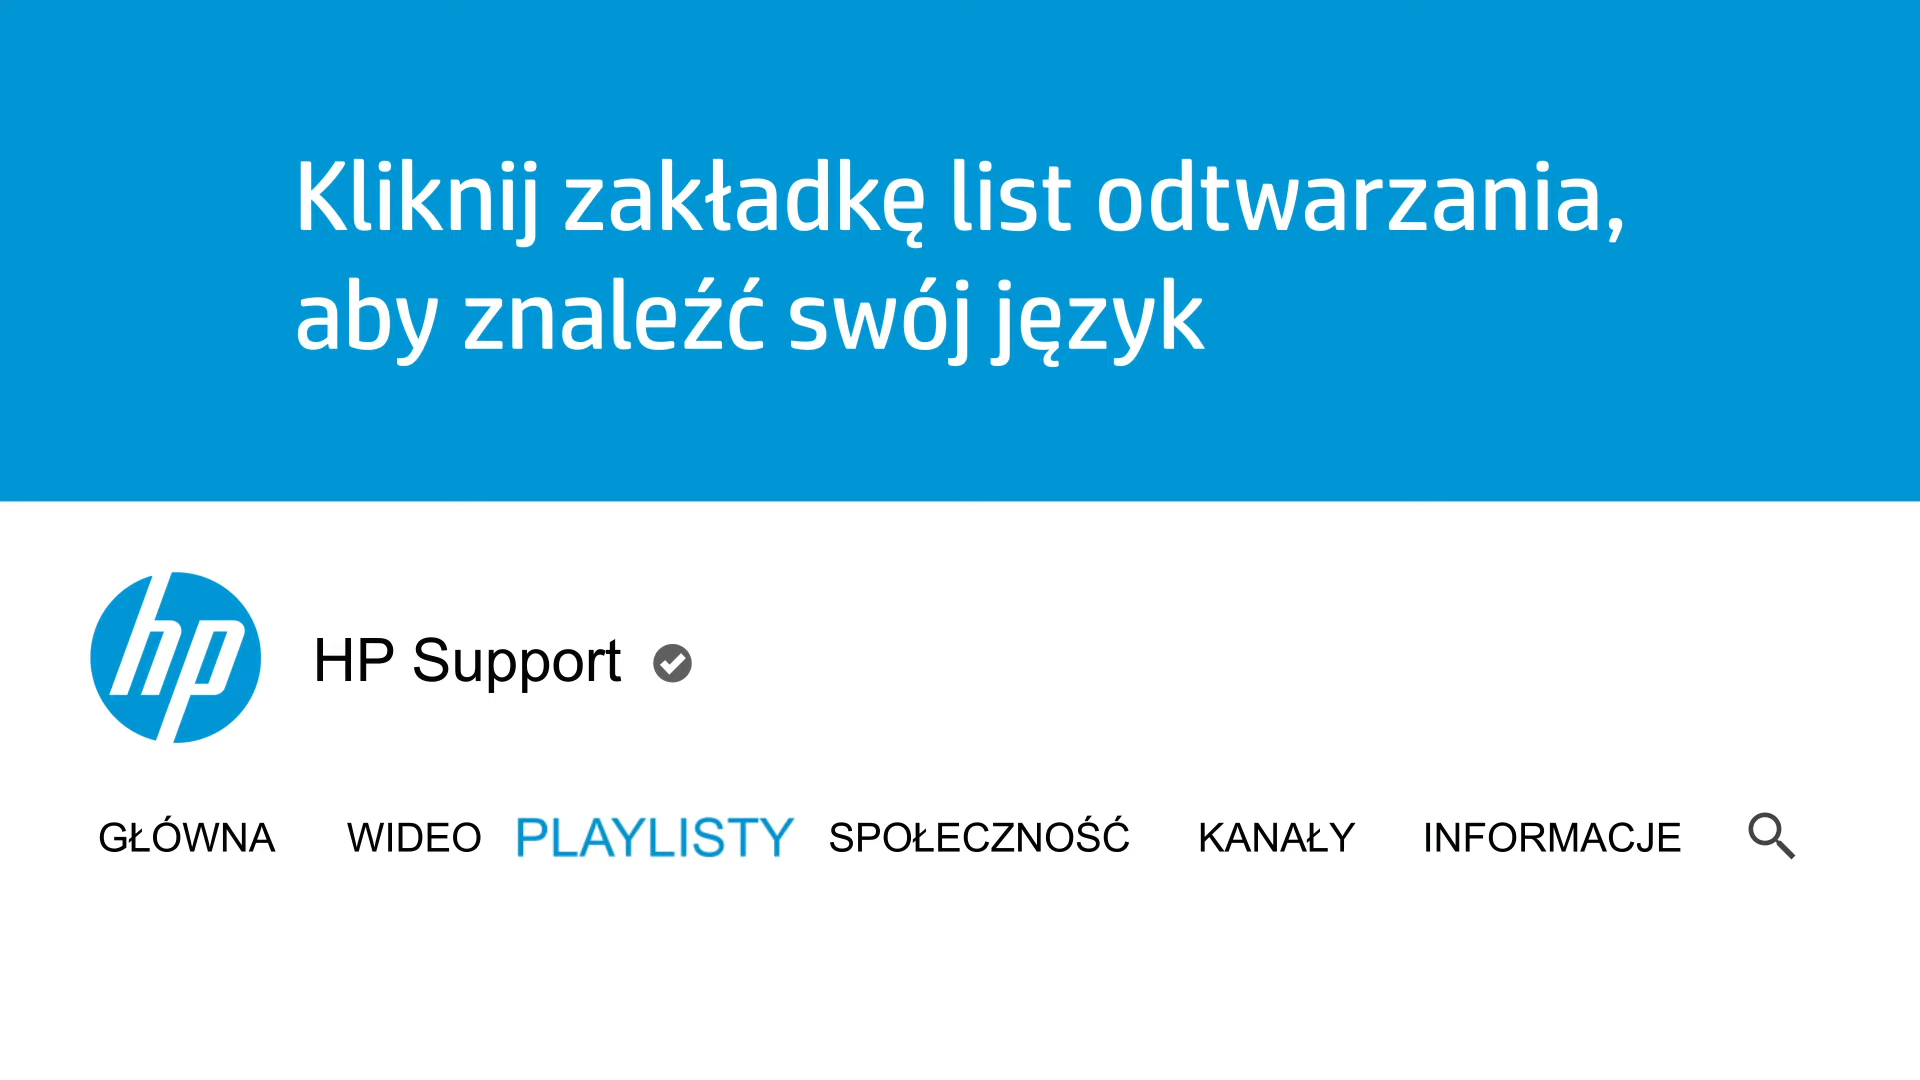 Kliknij zakładkę list odtwarzania,
aby znaleźć swój język
hp
HP Support
GŁÓWNA WIDEO PLAYLISTY SPOŁECZNOŚĆ KANAŁY INFORMACJE